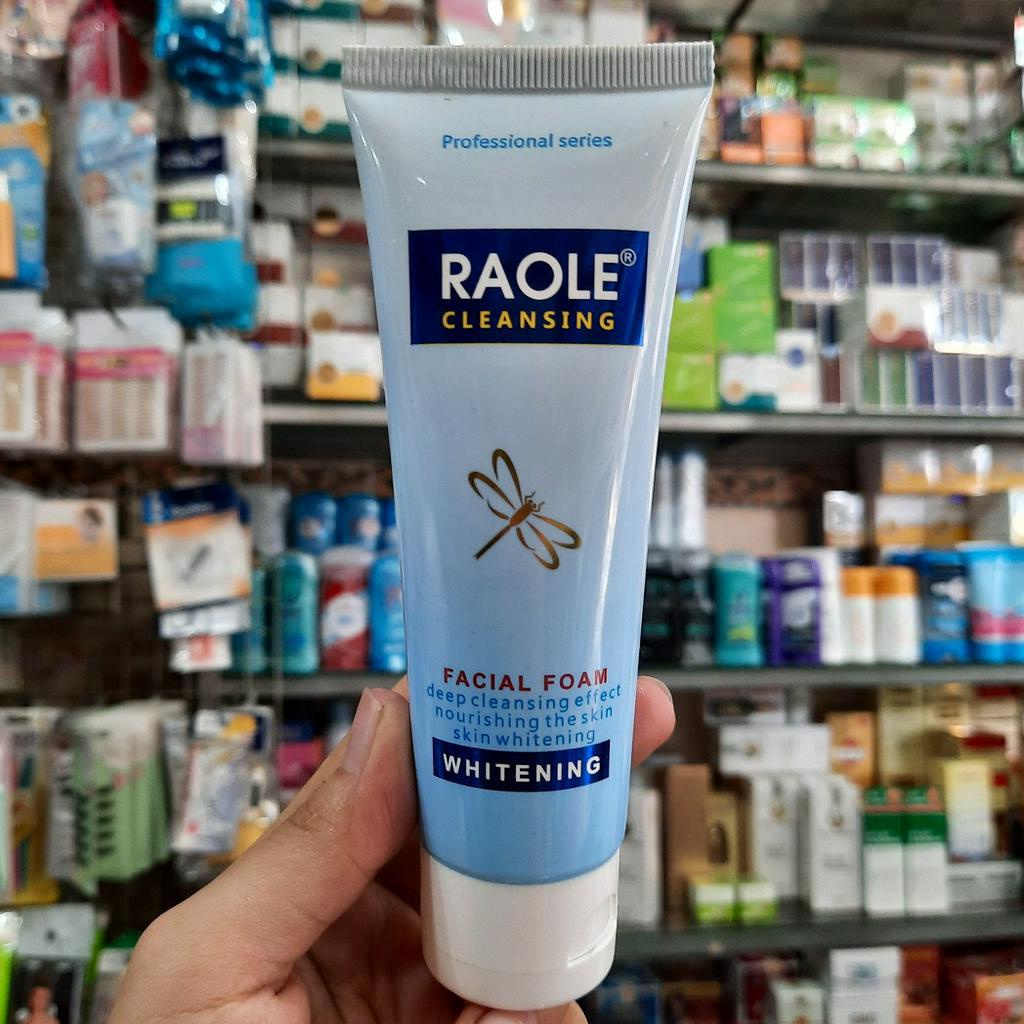 Professional series
RAOLE®
CLEANSING
FACIAL FOAM
deep cleansing effect
nourishing the skin
skin whitening
WHITENING